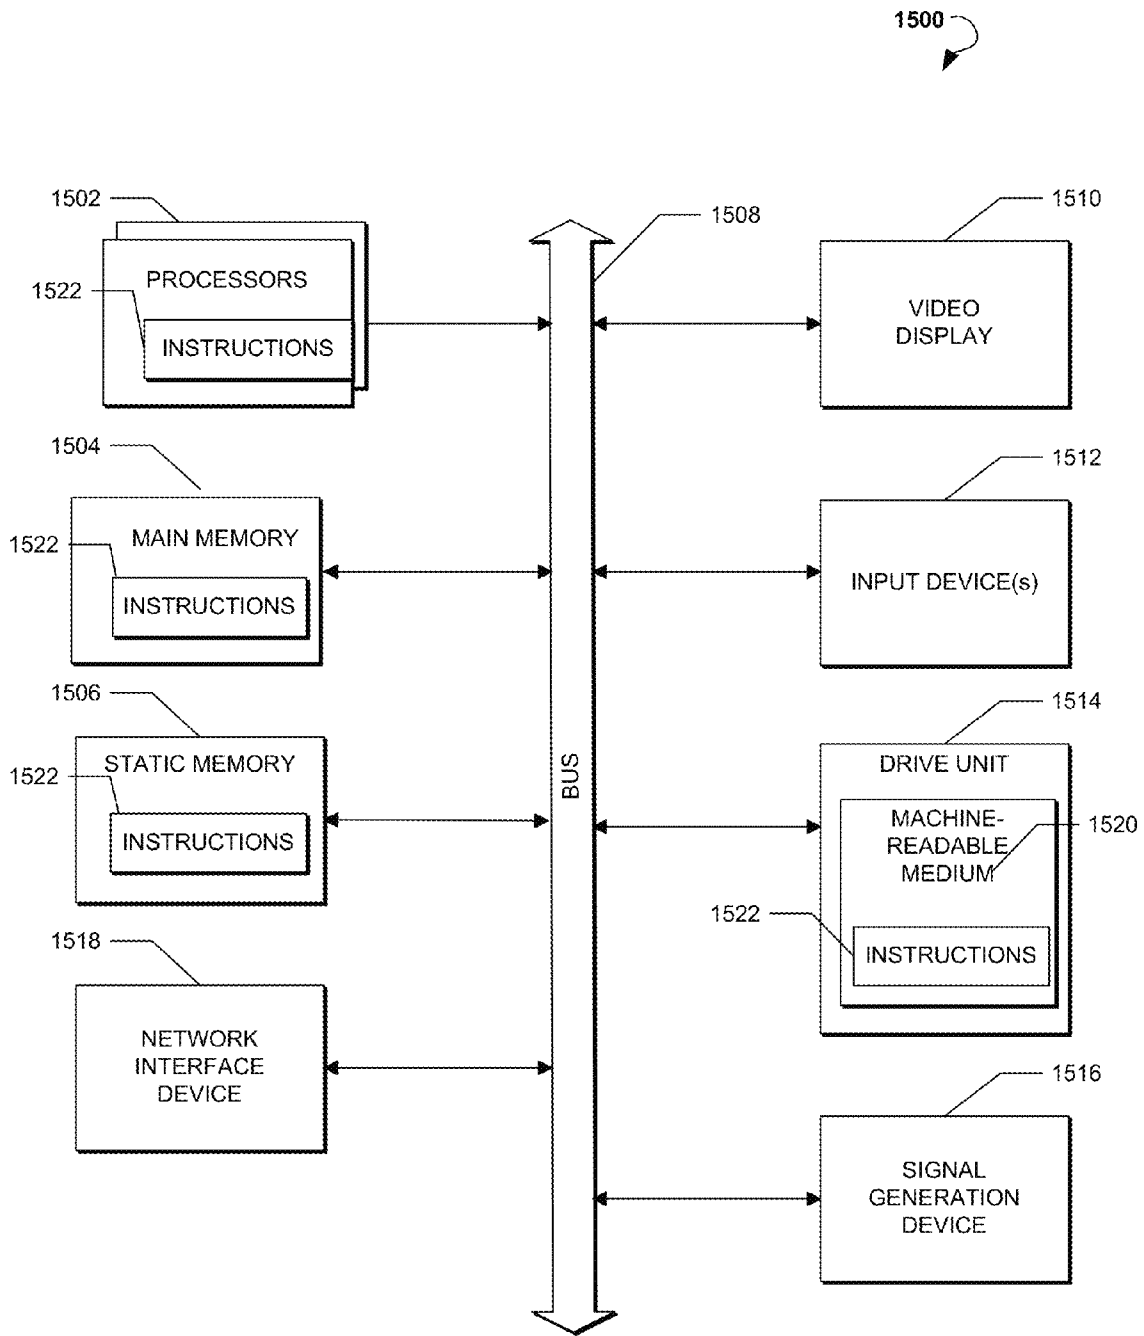 1500
1502
PROCESSORS
1522
INSTRUCTIONS
1504
MAIN MEMORY
1522
INSTRUCTIONS
1506
STATIC MEMORY
1522
INSTRUCTIONS
1518
NETWORK
INTERFACE
DEVICE
1508
BUS
1510
VIDEO
DISPLAY
1512
INPUT DEVICE(s)
1514
DRIVE UNIT
MACHINE-
READABLE
MEDIUM
1520
1522
INSTRUCTIONS
1516
SIGNAL
GENERATION
DEVICE